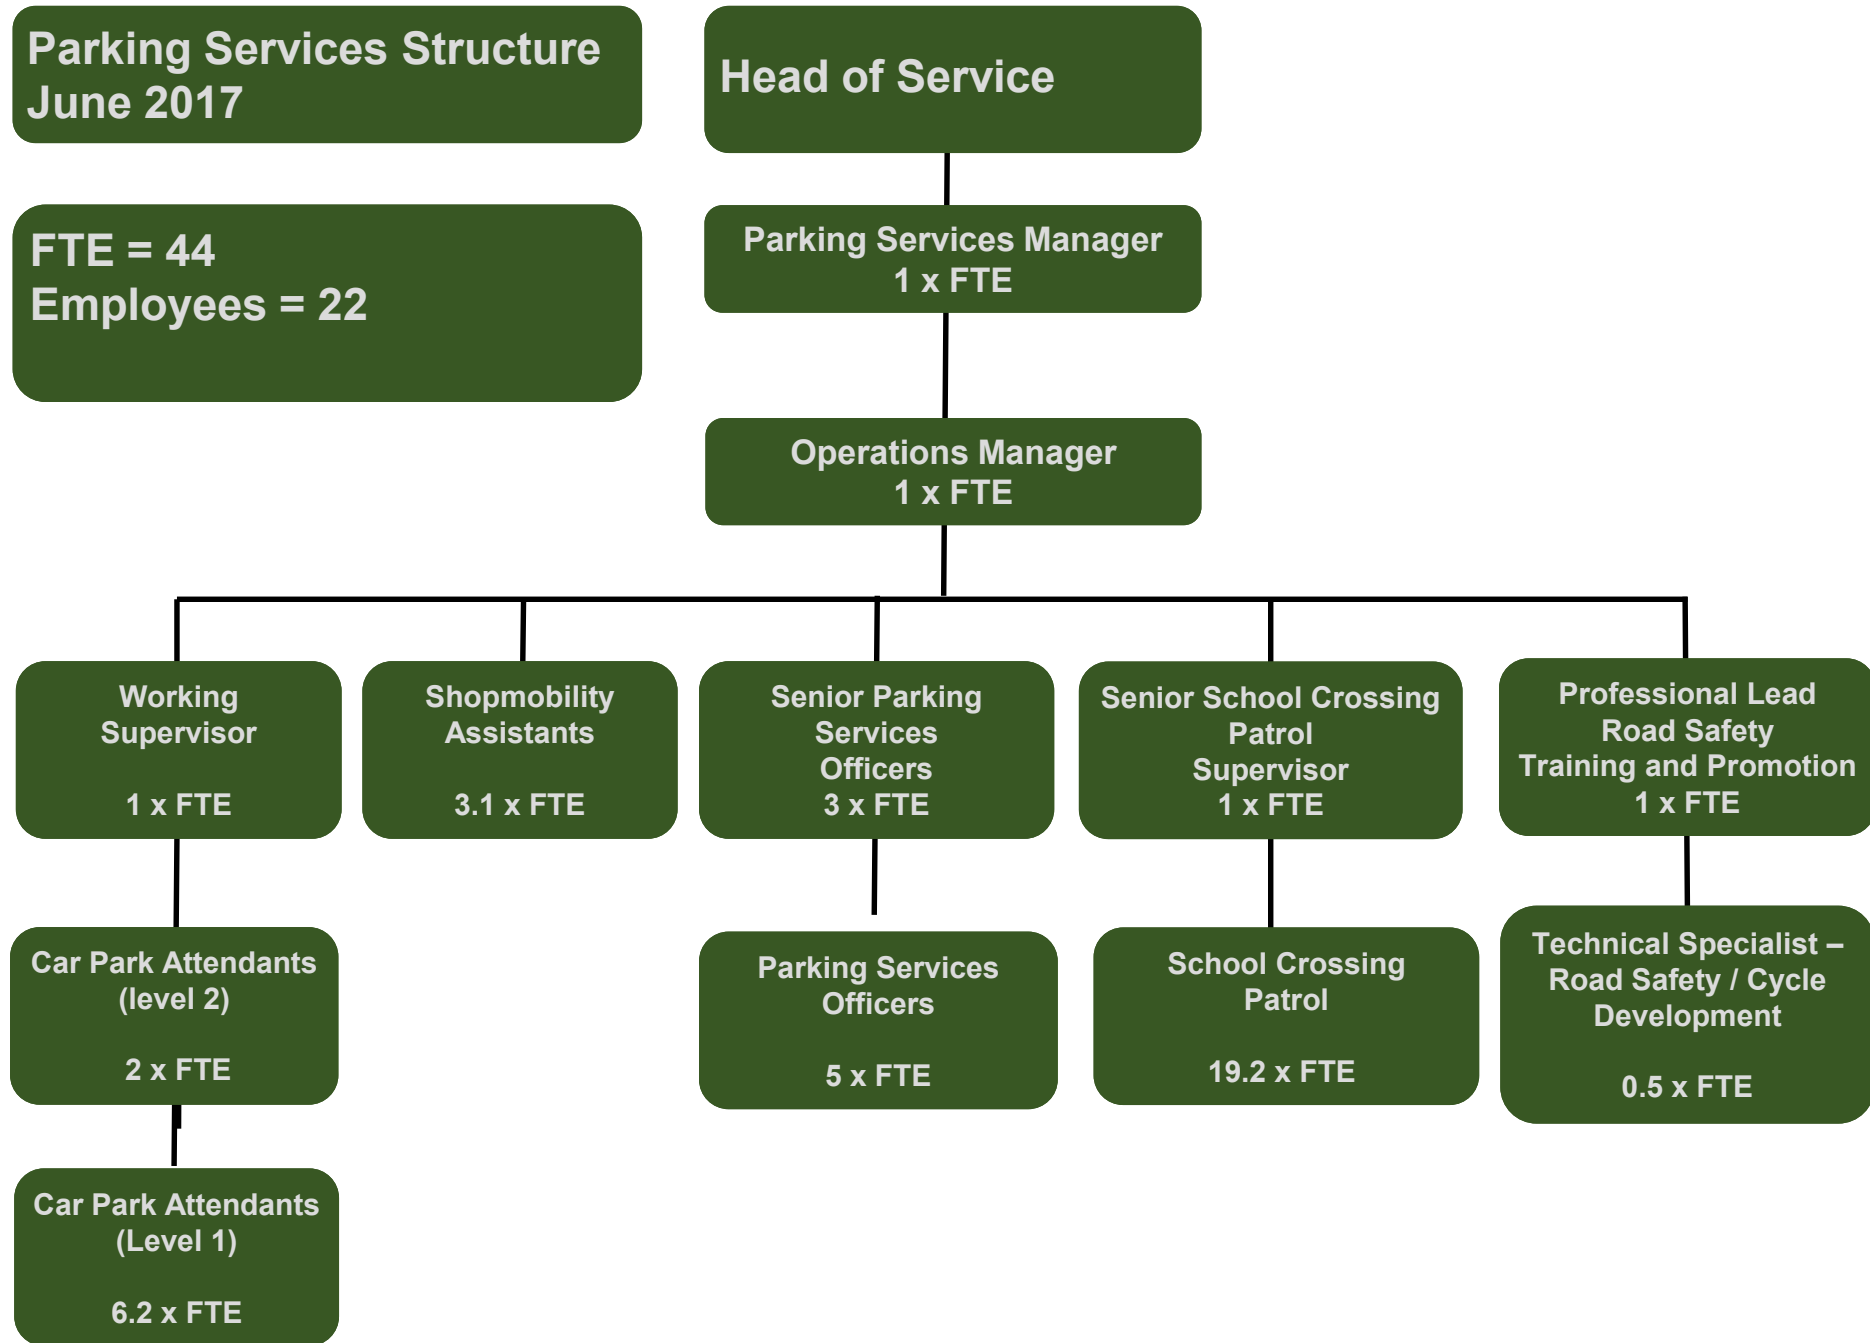 Parking Services Structure
June 2017
Head of Service
FTE = 44
Employees = 22
Parking Services Manager
1 x FTE
Operations Manager
1 x FTE
Working
Supervisor
1 x FTE
Shopmobility
Assistants
3.1 x FTE
Senior Parking
Services
Officers
3 x FTE
Senior School Crossing
Patrol
Supervisor
1 x FTE
Professional Lead
Road Safety
Training and Promotion
1 x FTE
Car Park Attendants
(level 2)
2 x FTE
Parking Services
Officers
5 x FTE
School Crossing
Patrol
19.2 x FTE
Technical Specialist –
Road Safety / Cycle
Development
0.5 x FTE
Car Park Attendants
(Level 1)
6.2 x FTE